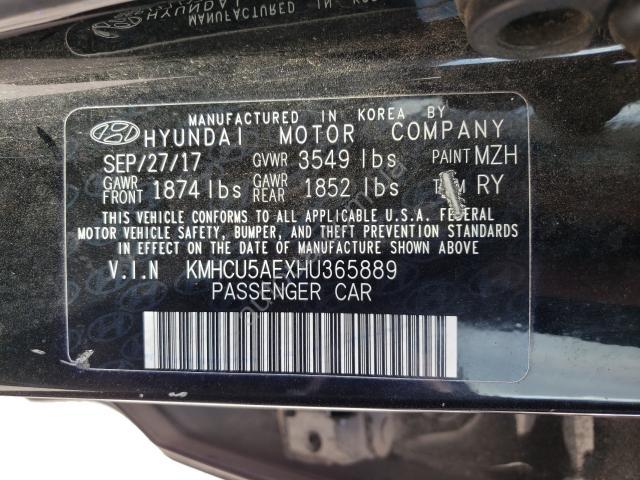 MANUFACTURED IN KOREA BY
HYUNDAI MOTOR COMPANY
SEP/27/17 GVWR 3549 lbs PAINT MZH
GAWR FRONT 1874 lbs GAWR REAR 1852 lbs RY
THIS VEHICLE CONFORMS TO ALL APPLICABLE U.S.A. FEDERAL
MOTOR VEHICLE SAFETY, BUMPER, AND THEFT PREVENTION STANDARDS
IN EFFECT ON THE DATE OF MANUFACTURE SHOWN ABOVE
V.I.N KMHCU5AEXHU365889
PASSENGER CAR